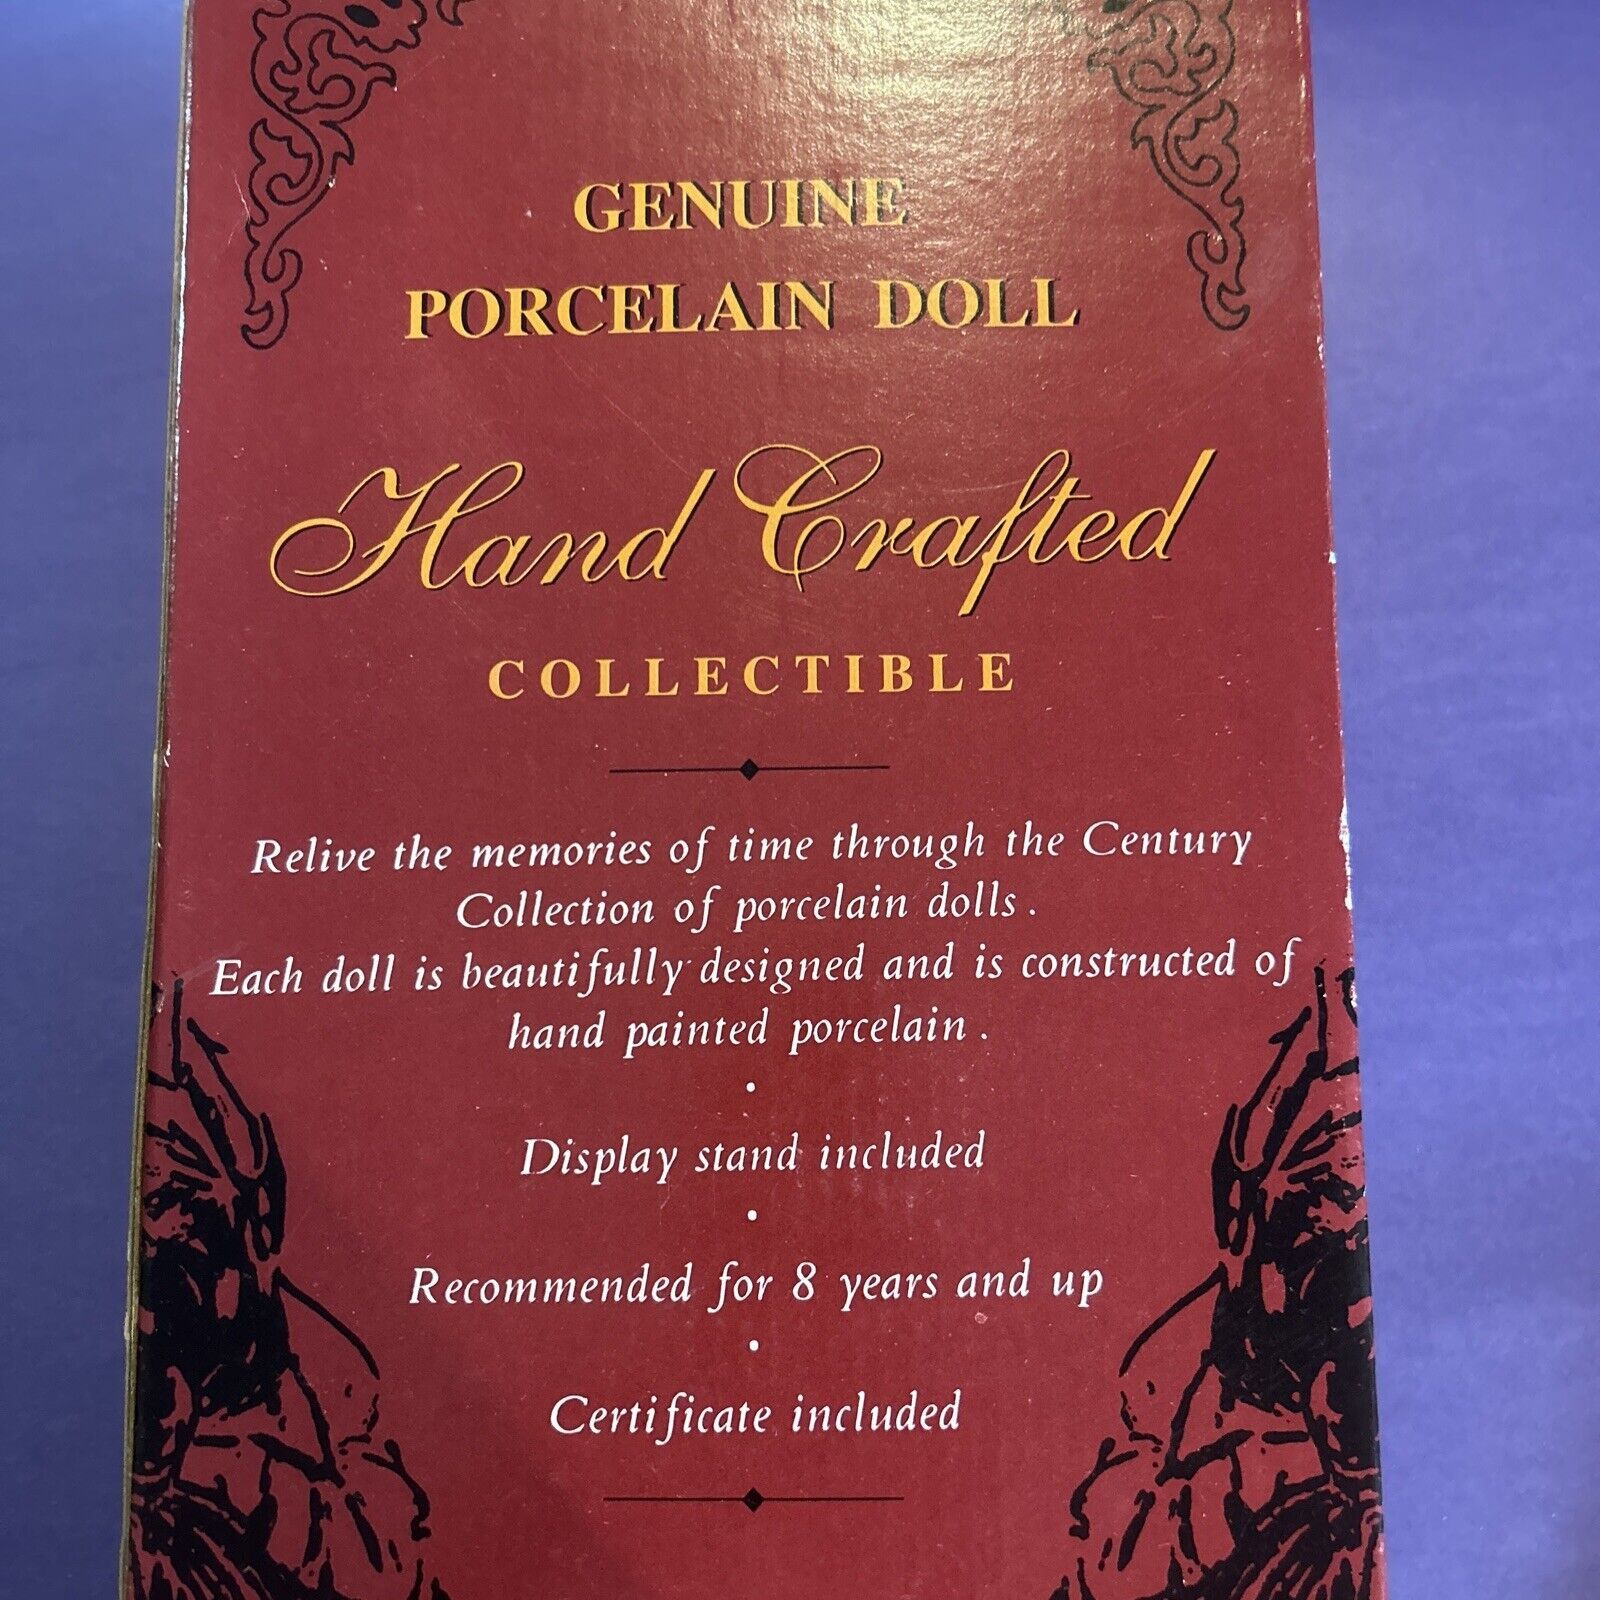 GENUINE
PORCELAIN DOLL
Hand Crafted
COLLECTIBLE
Relive the memories of time through the Century
Collection of porcelain dolls.
Each doll is beautifully designed and is constructed of
hand painted porcelain.
Display stand included
Recommended for 8 years and up
Certificate included